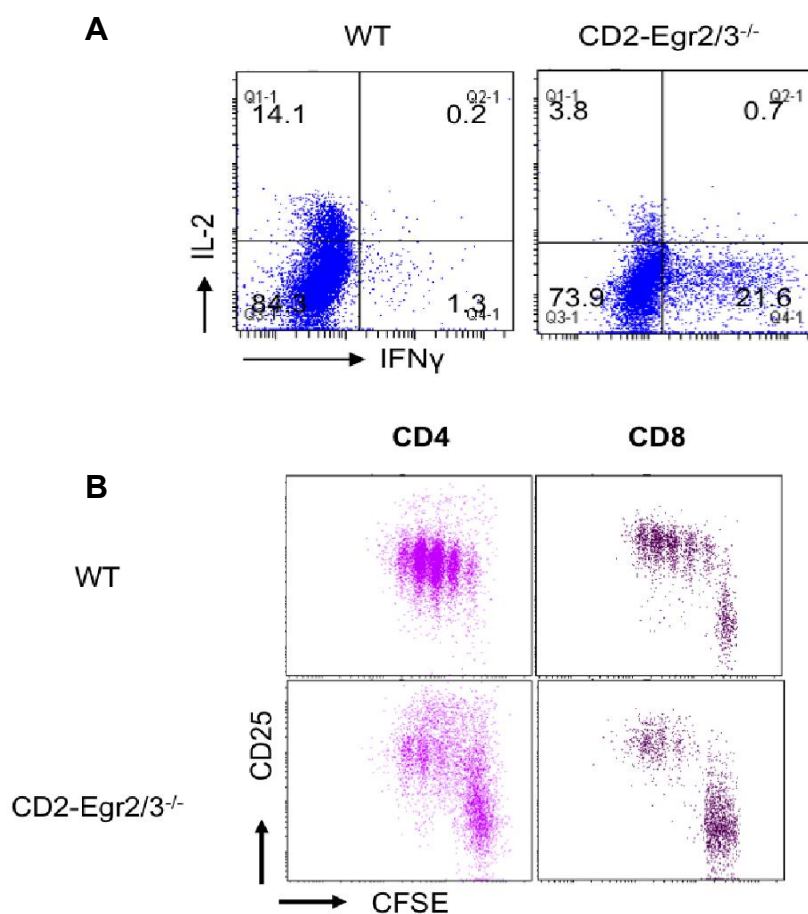 A
WT
CD2-Egr2/3-/-
Q1-1
14.1
Q2-1
0.2
Q1-1
3.8
Q2-1
0.7
IL-2
84.3
Q3-1
1.3
Q4-1
73.9
Q3-1
21.6
Q4-1
IFNγ
B
CD4
CD8
WT
CD25
CD2-Egr2/3-/-
CFSE